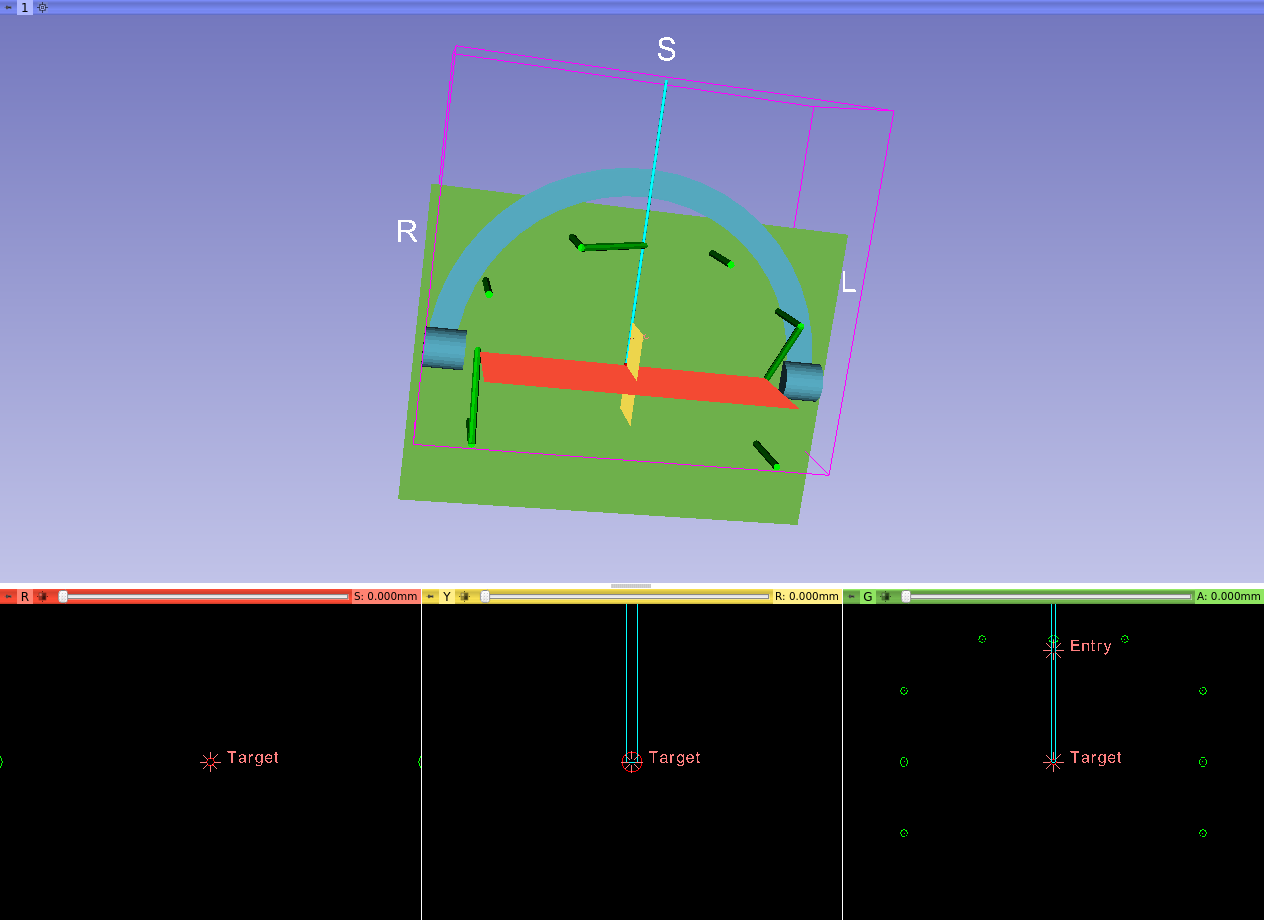 1
S
R
L
R S: 0.000mm
Y R: 0.000mm
G A: 0.000mm
Entry
Target
Target
Target